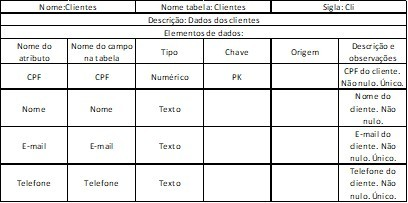 Nome:Clientes Nome tabela: Clientes Sigla: Cli
Descrição: Dados dos clientes
Elementos de dados:
Nome do atributo Nome do campo na tabela Tipo Chave Origem Descrição e observações
CPF CPF Numérico PK CPF do cliente. Não nulo. Único.
Nome Nome Texto Nome do cliente. Não nulo.
E-mail E-mail Texto E-mail do cliente. Não nulo. Único.
Telefone Telefone Texto Telefone do cliente. Não nulo. Único.